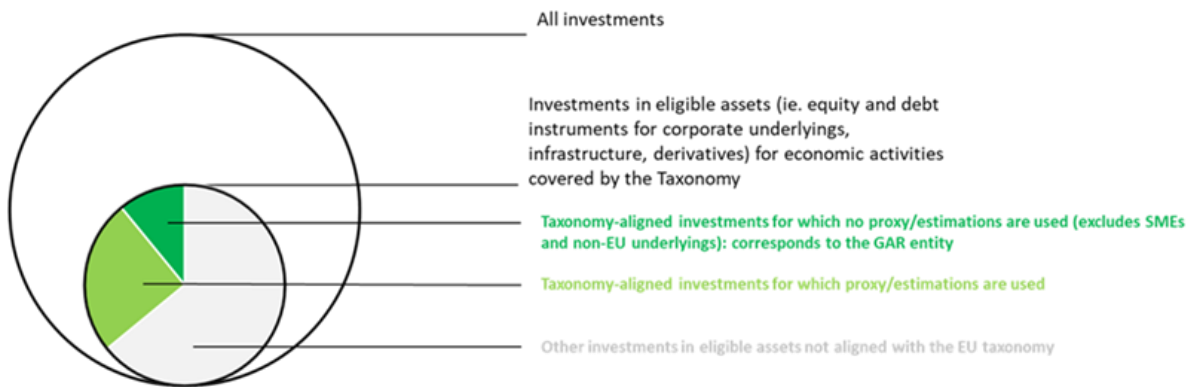 All investments
Investments in eligible assets (ie. equity and debt
instruments for corporate underlyings,
infrastructure, derivatives) for economic activities
covered by the Taxonomy
Taxonomy-aligned investments for which no proxy/estimations are used (excludes SMEs
and non-EU underlyings): corresponds to the GAR entity
Taxonomy-aligned investments for which proxy/estimations are used
Other investments in eligible assets not aligned with the EU taxonomy